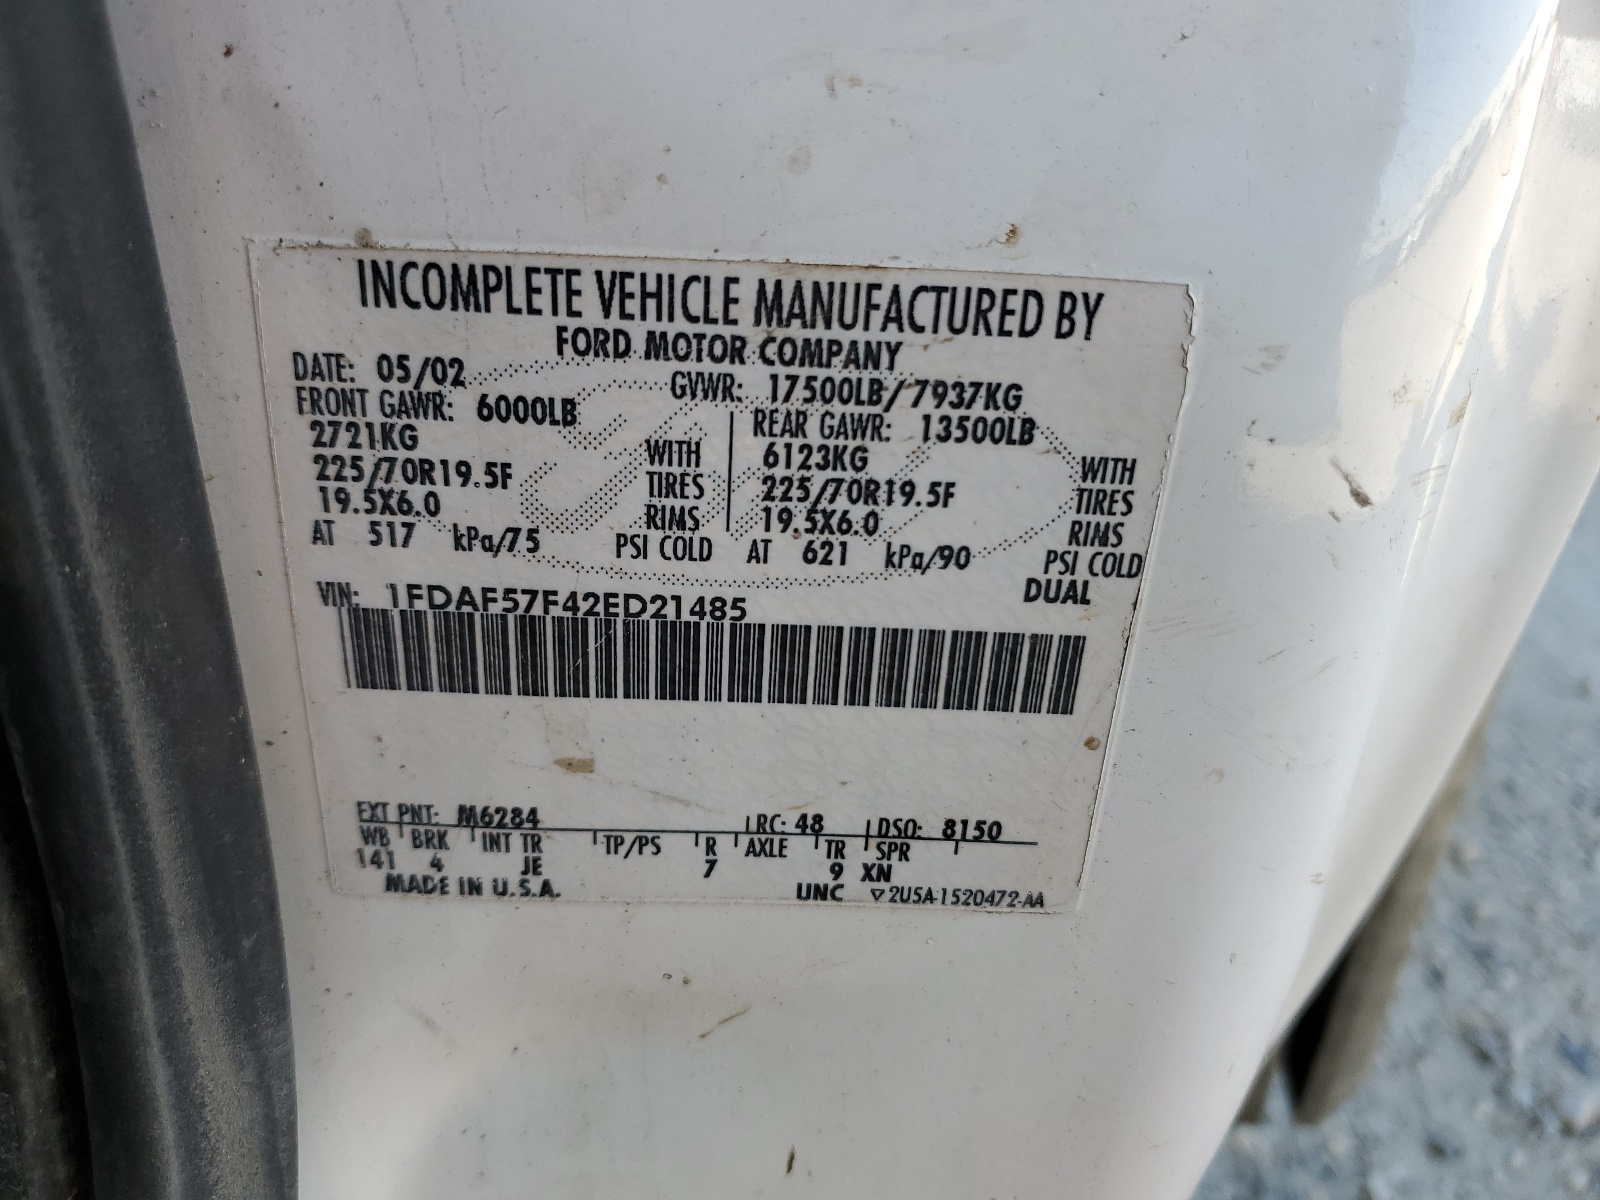 INCOMPLETE VEHICLE MANUFACTURED BY
FORD MOTOR COMPANY
DATE: 05/02 GVWR: 17500LB/7937KG
FRONT GAWR: 6000LB REAR GAWR: 13500LB
2721KG WITH 6123KG WITH
225/70R19.5F TIRES 225/70R19.5F TIRES
19.5X6.0 RIMS 19.5X6.0 RIMS
AT 517 kPa/75 PSI COLD AT 621 kPa/90 PSI COLD
DUAL
VIN: 1FDAF57F42ED21485
EXT PNT: M6284 RC: 48 DSO: 8150
WB BRK INT TR TP/PS R AXLE TR SPR
141 4 JE 7 9 XN
MADE IN U.S.A. UNC ▽2U5A-1520472-AA